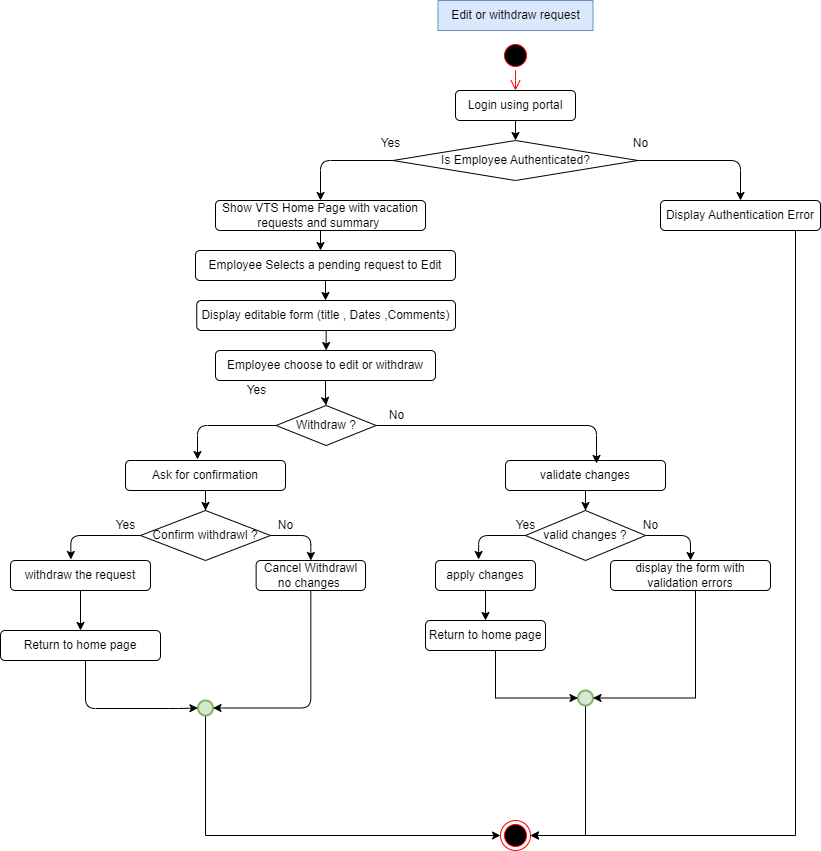 Edit or withdraw request
Login using portal
Yes
No
Is Employee Authenticated?
Show VTS Home Page with vacation
requests and summary
Display Authentication Error
Employee Selects a pending request to Edit
Display editable form (title , Dates ,Comments)
Employee choose to edit or withdraw
Yes
No
Withdraw ?
Ask for confirmation
validate changes
Yes
No
Yes
No
Confirm withdrawl ?
valid changes ?
withdraw the request
Cancel Withdrawl
no changes
apply changes
display the form with
validation errors
Return to home page
Return to home page